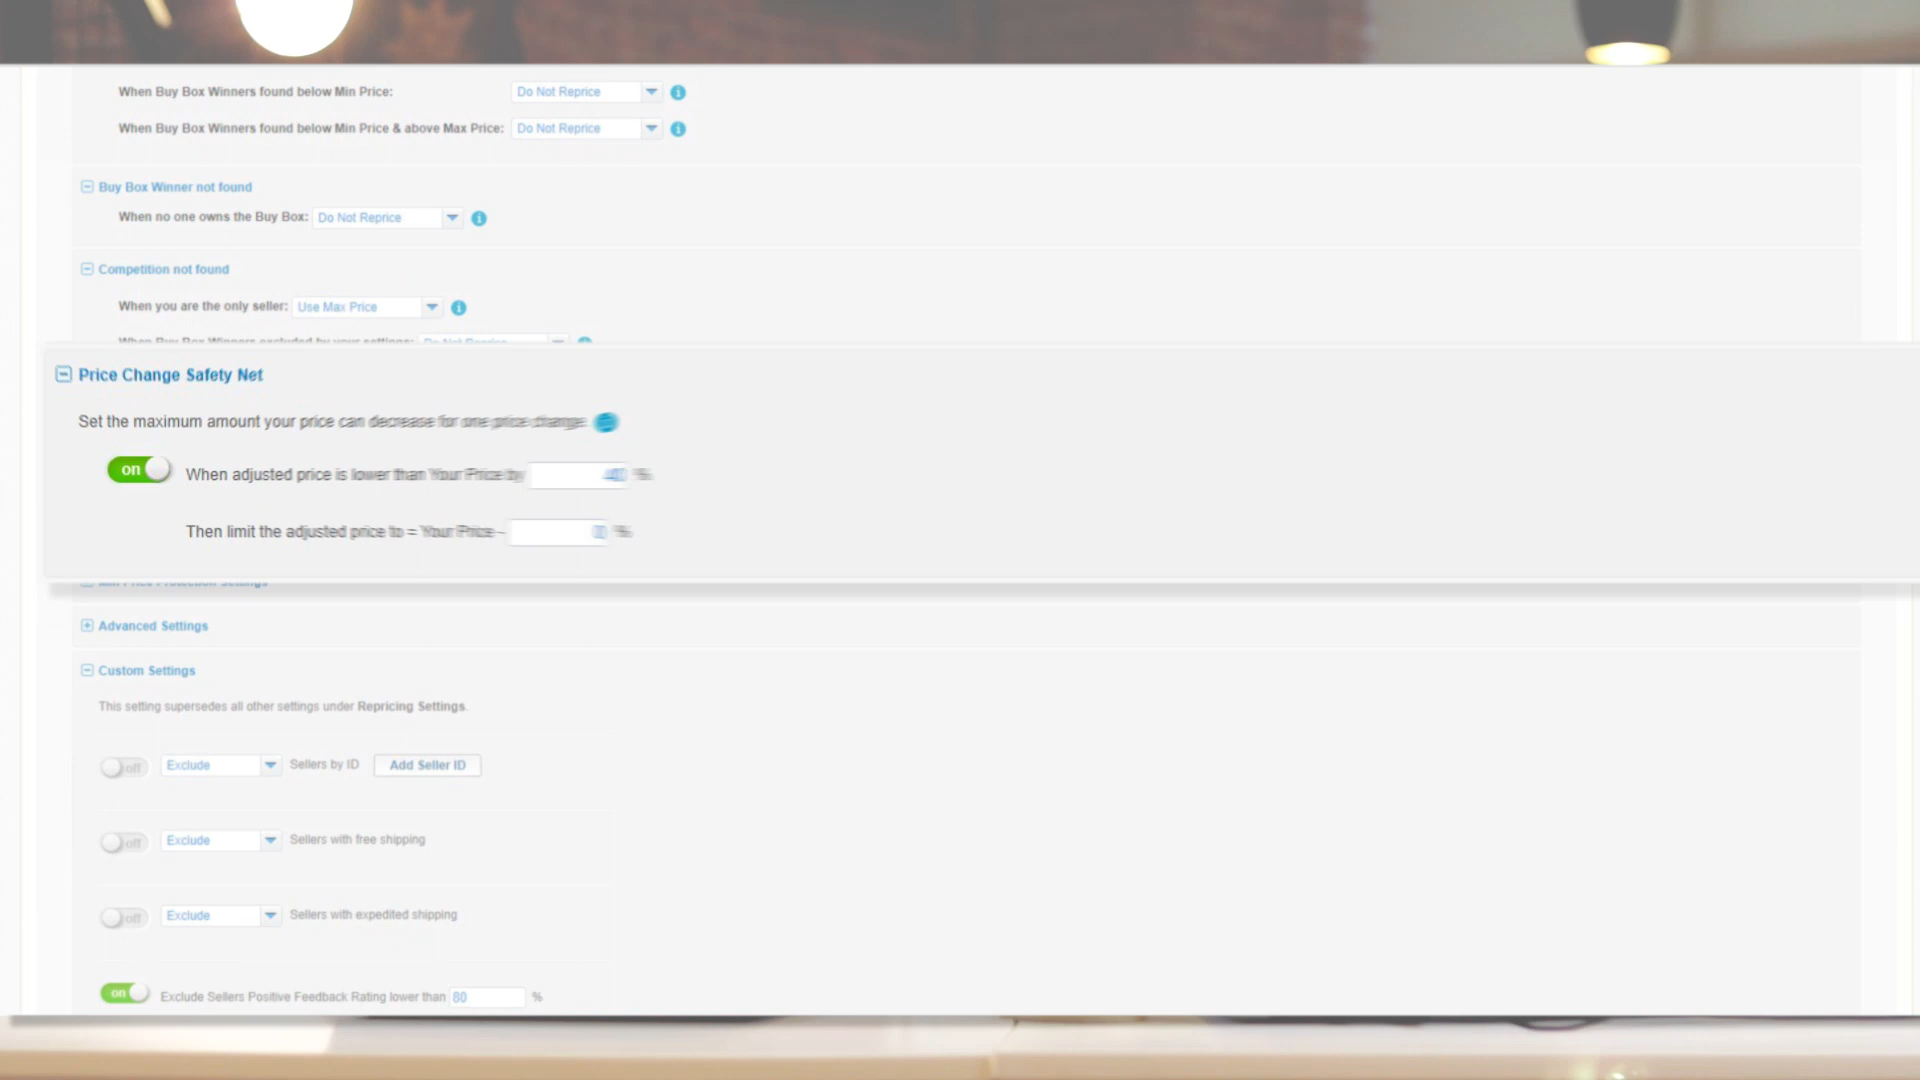 When Buy Box Winners found below Min Price: Do Not Reprice
When Buy Box Winners found below Min Price & above Max Price: Do Not Reprice
Buy Box Winner not found
When no one owns the Buy Box: Do Not Reprice
Competition not found
When you are the only seller: Use Max Price
When Buy Box Winners excluded by your settings: Do Not Reprice
Price Change Safety Net
Set the maximum amount your price can decrease for one price change.
on When adjusted price is lower than Your Price by %
Then limit the adjusted price to = Your Price - %
Min Price Protection Settings
Advanced Settings
Custom Settings
This setting supersedes all other settings under Repricing Settings.
off Exclude Sellers by ID Add Seller ID
off Exclude Sellers with free shipping
off Exclude Sellers with expedited shipping
on Exclude Sellers Positive Feedback Rating lower than 80 %